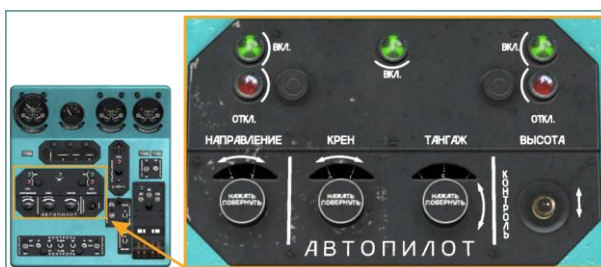 ВКЛ.
ВКЛ.
ВКЛ.
ОТКЛ.
ОТКЛ.
НАПРАВЛЕНИЕ КРЕН ТАНГАЖ ВЫСОТА
НАЖАТЬ ПОВЕРНУТЬ
НАЖАТЬ ПОВЕРНУТЬ
НАЖАТЬ ПОВЕРНУТЬ
КОНТРОЛЬ
АВТОПИЛОТ
АВТОПИЛОТ